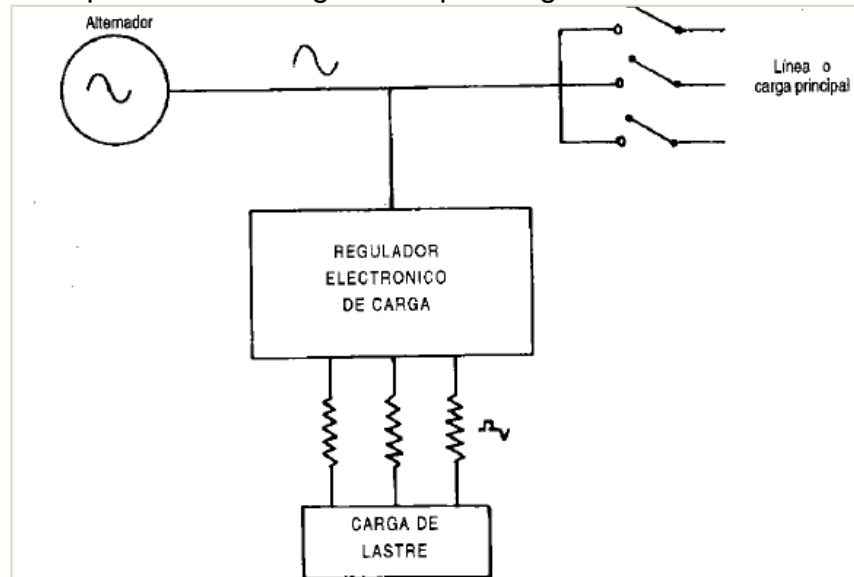 Alternador
Línea o
carga principal
REGULADOR
ELECTRONICO
DE CARGA
CARGA DE
LASTRE